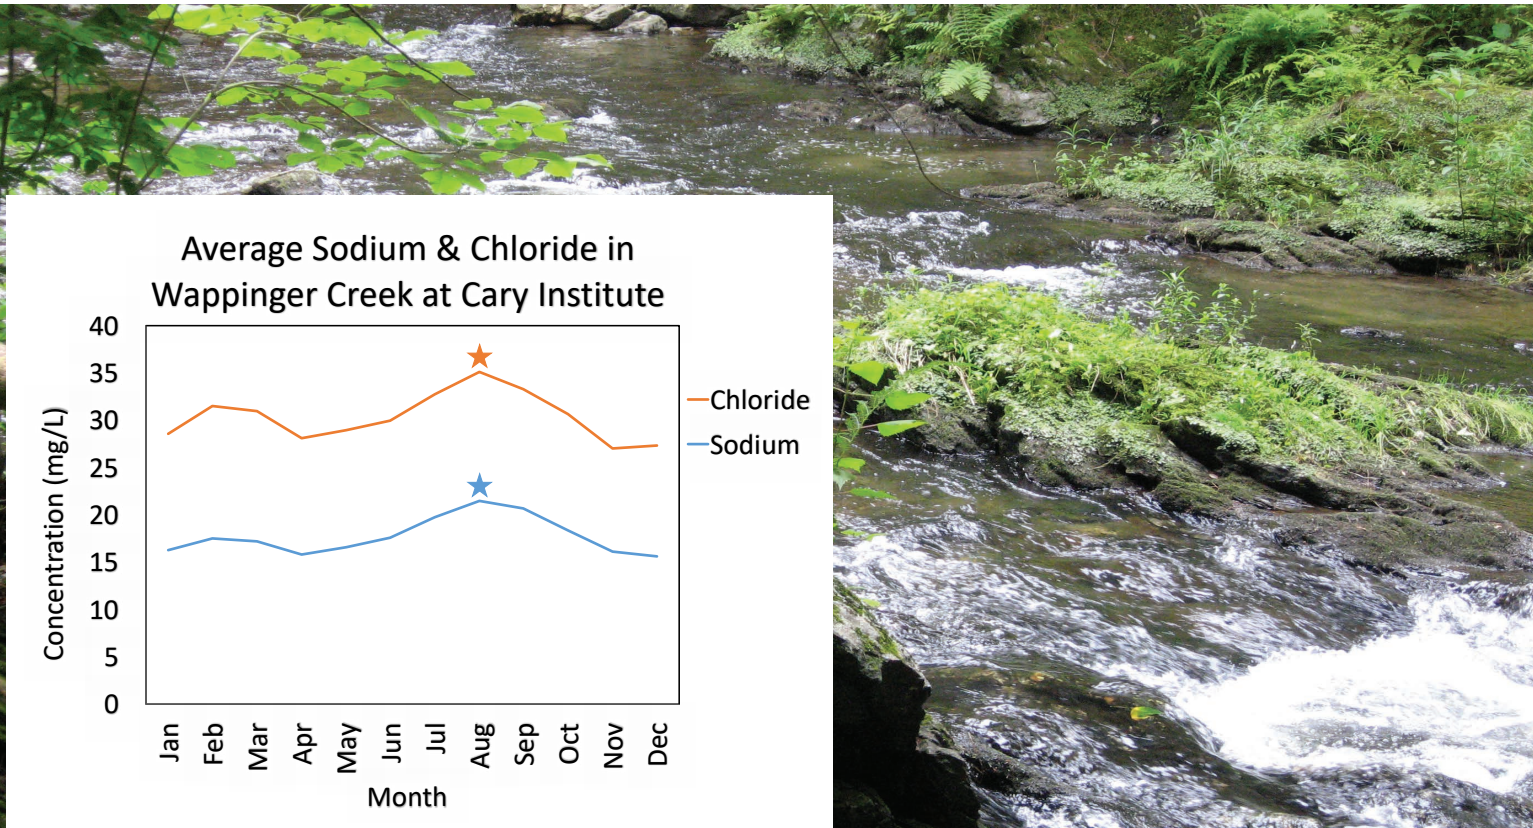 Average Sodium & Chloride in
Wappinger Creek at Cary Institute
Concentration (mg/L)
40
35
30
25
20
15
10
5
0
Jan
Feb
Mar
Apr
May
Jun
Jul
Aug
Sep
Oct
Nov
Dec
Month
Chloride
Sodium